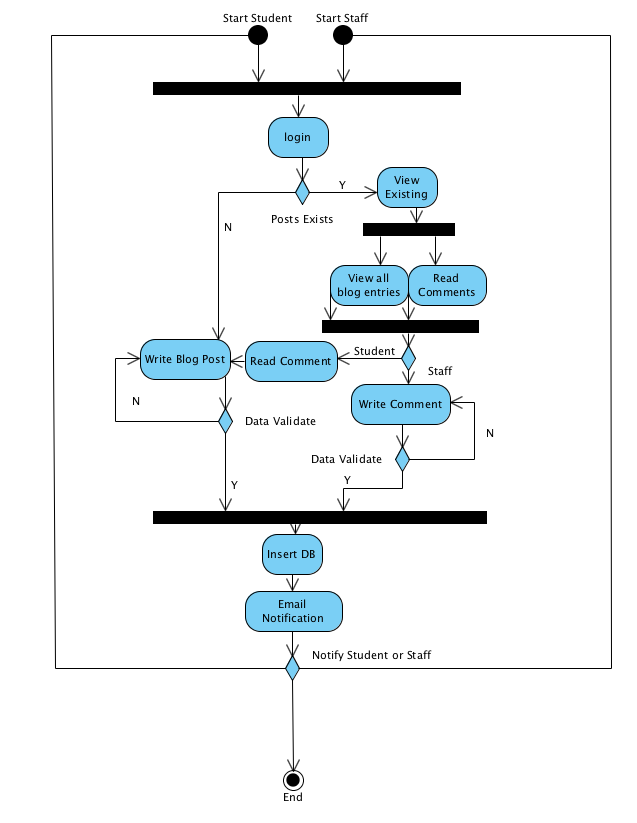 Start Student
Start Staff
login
Y
View
Existing
Posts Exists
N
View all
blog entries
Read
Comments
Student
Write Blog Post
Read Comment
Staff
Write Comment
N
Data Validate
N
Data Validate
Y
Y
Insert DB
Email
Notification
Notify Student or Staff
End